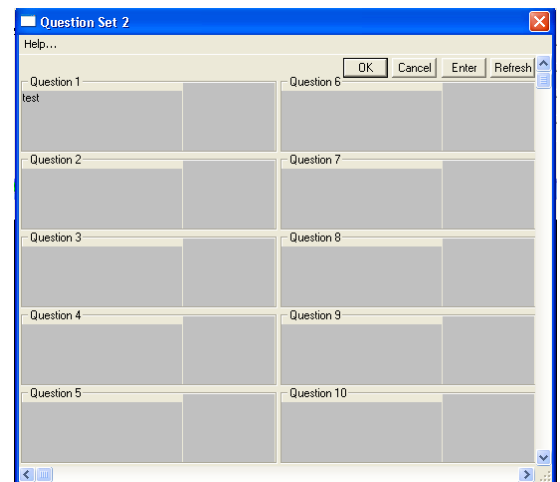 Question Set 2
Help...
OK Cancel Enter Refresh
Question 1 Question 6
test
Question 2 Question 7
Question 3 Question 8
Question 4 Question 9
Question 5 Question 10